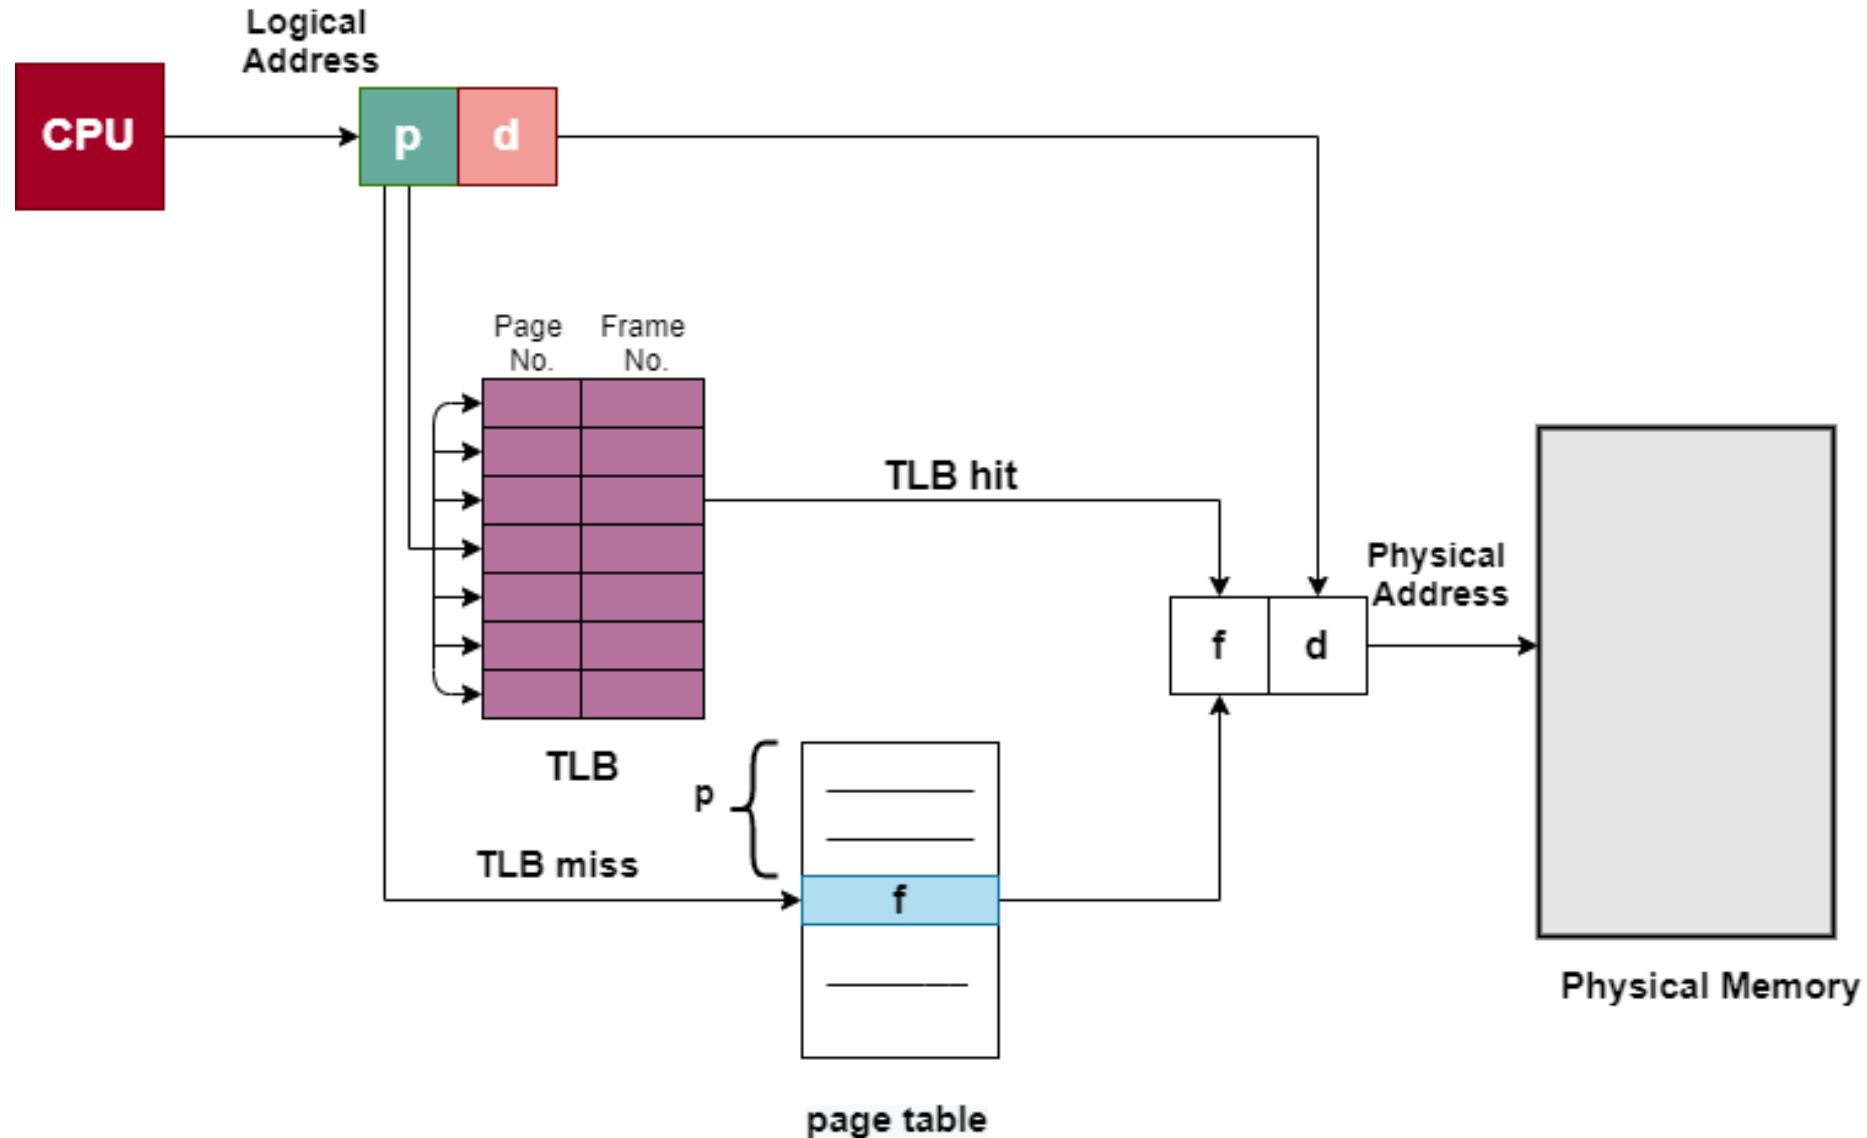 Logical
Address
CPU
p
d
Page
No.
Frame
No.
TLB hit
Physical
Address
f
d
TLB
p
TLB miss
f
Physical Memory
page table